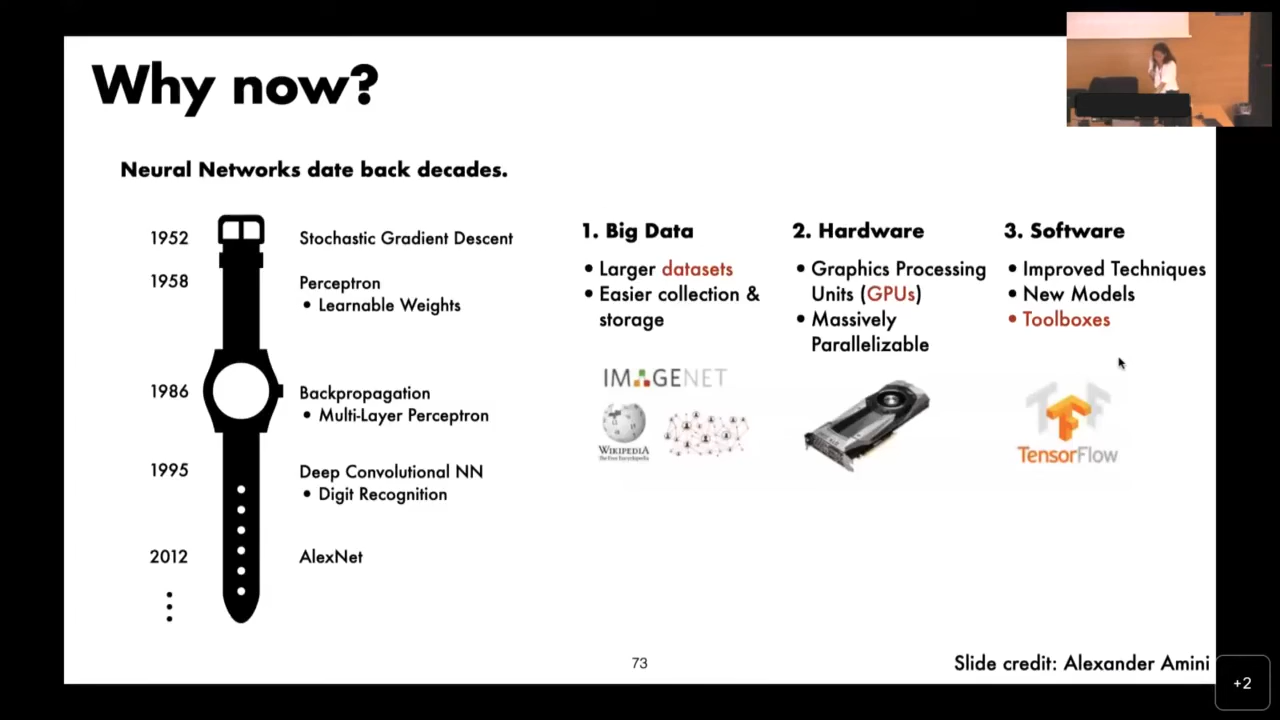 Why now?
Neural Networks date back decades.
1952
Stochastic Gradient Descent
1958
Perceptron
• Learnable Weights
1986
Backpropagation
• Multi-Layer Perceptron
1995
Deep Convolutional NN
• Digit Recognition
2012
AlexNet
1. Big Data
• Larger datasets
• Easier collection &
storage
IMAGENET
WIKIPEDIA
The Free Encyclopedia
2. Hardware
• Graphics Processing
Units (GPUs)
• Massively
Parallelizable
3. Software
• Improved Techniques
• New Models
• Toolboxes
TensorFlow
73
Slide credit: Alexander Amini
+2